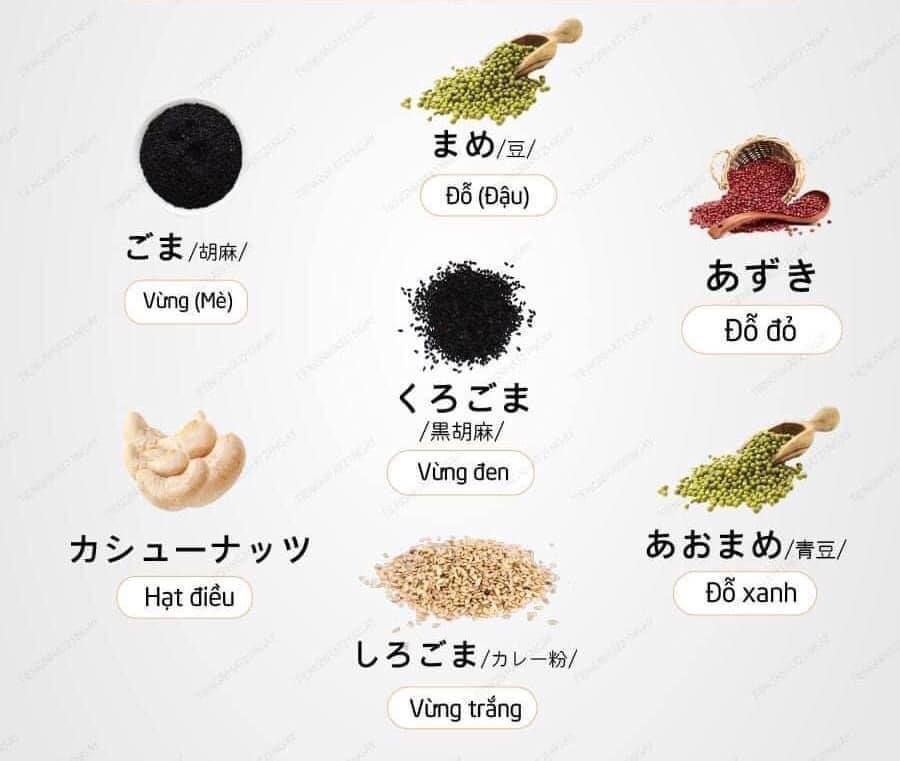 まめ/豆/
Đỗ (Đậu)
ごま/胡麻/
Vừng (Mè)
あずき
Đỗ đỏ
くろごま
/黒胡麻/
Vừng đen
カシューナッツ
Hạt điều
あおまめ/青豆/
Đỗ xanh
しろごま/カレー粉/
Vừng trắng